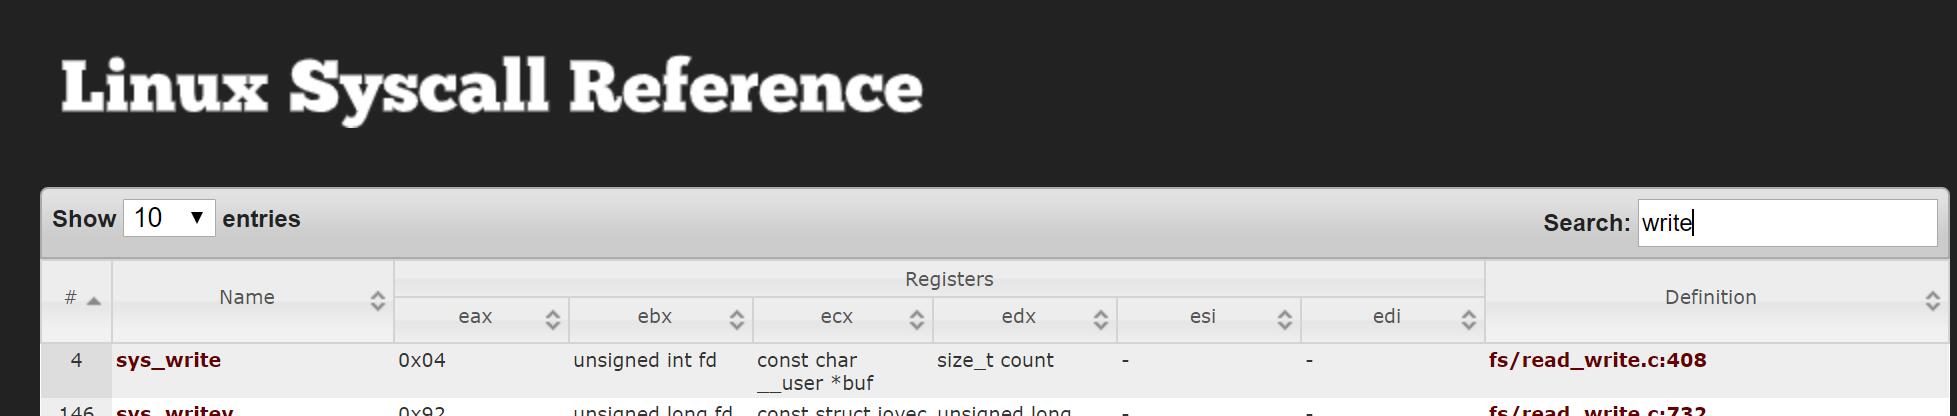 Linux Syscall Reference
Show 10 entries
Search: write
# Name Registers Definition
eax ebx ecx edx esi edi
4 sys_write 0x04 unsigned int fd const char __user *buf size_t count - - fs/read_write.c:408
146 sys_writev 0x92 unsigned long fd const struct iovec unsigned long - - fs/read_write.c:732